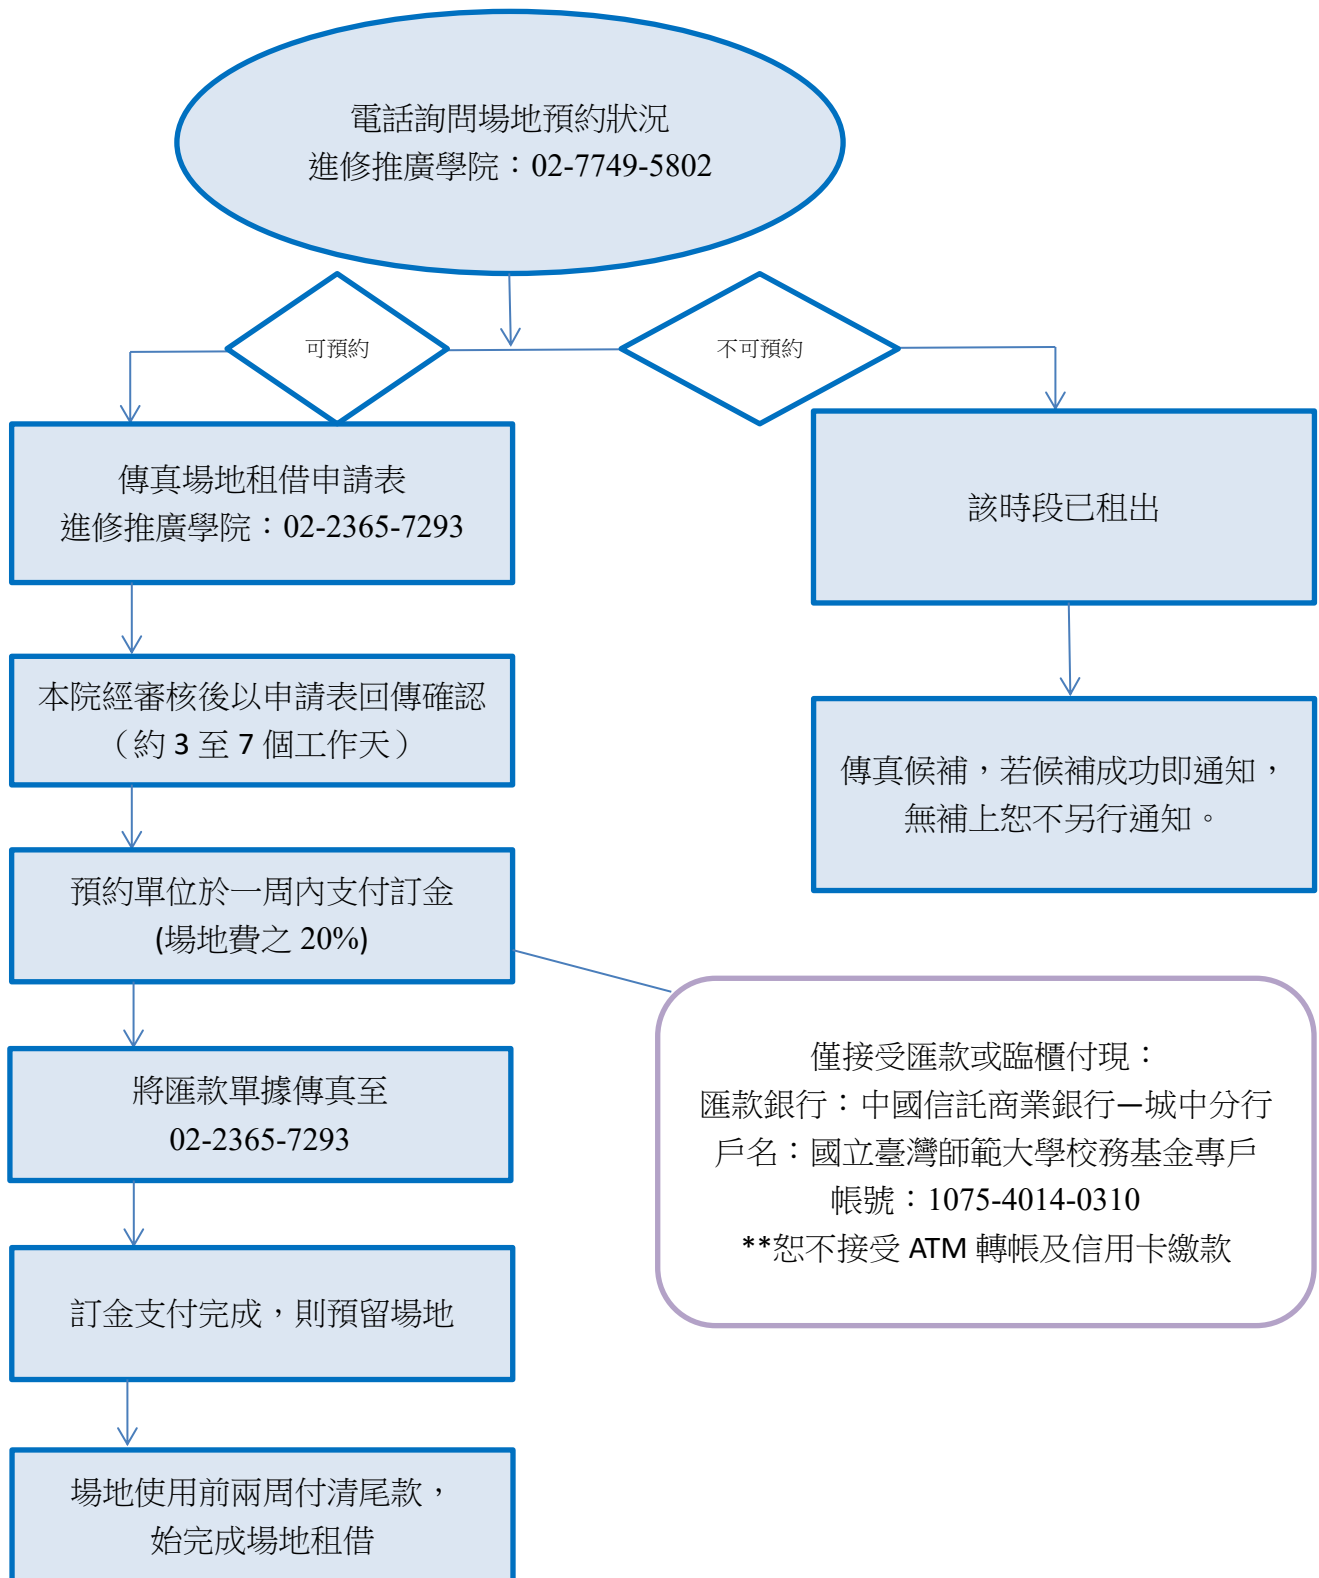 電話詢問場地預約狀況
進修推廣學院：02-7749-5802
可預約
不可預約
傳真場地租借申請表
進修推廣學院：02-2365-7293
該時段已租出
本院經審核後以申請表回傳確認
（約 3 至 7 個工作天）
傳真候補，若候補成功即通知，
無補上恕不另行通知。
預約單位於一周內支付訂金
(場地費之 20%)
僅接受匯款或臨櫃付現：
匯款銀行：中國信託商業銀行—城中分行
戶名：國立臺灣師範大學校務基金專戶
帳號：1075-4014-0310
**恕不接受 ATM 轉帳及信用卡繳款
將匯款單據傳真至
02-2365-7293
訂金支付完成，則預留場地
場地使用前兩周付清尾款，
始完成場地租借